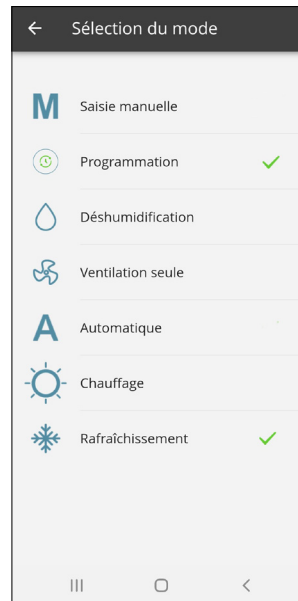 Sélection du mode
M Saisie manuelle
Programmation
Déshumidification
Ventilation seule
A Automatique
Chauffage
Rafraîchissement